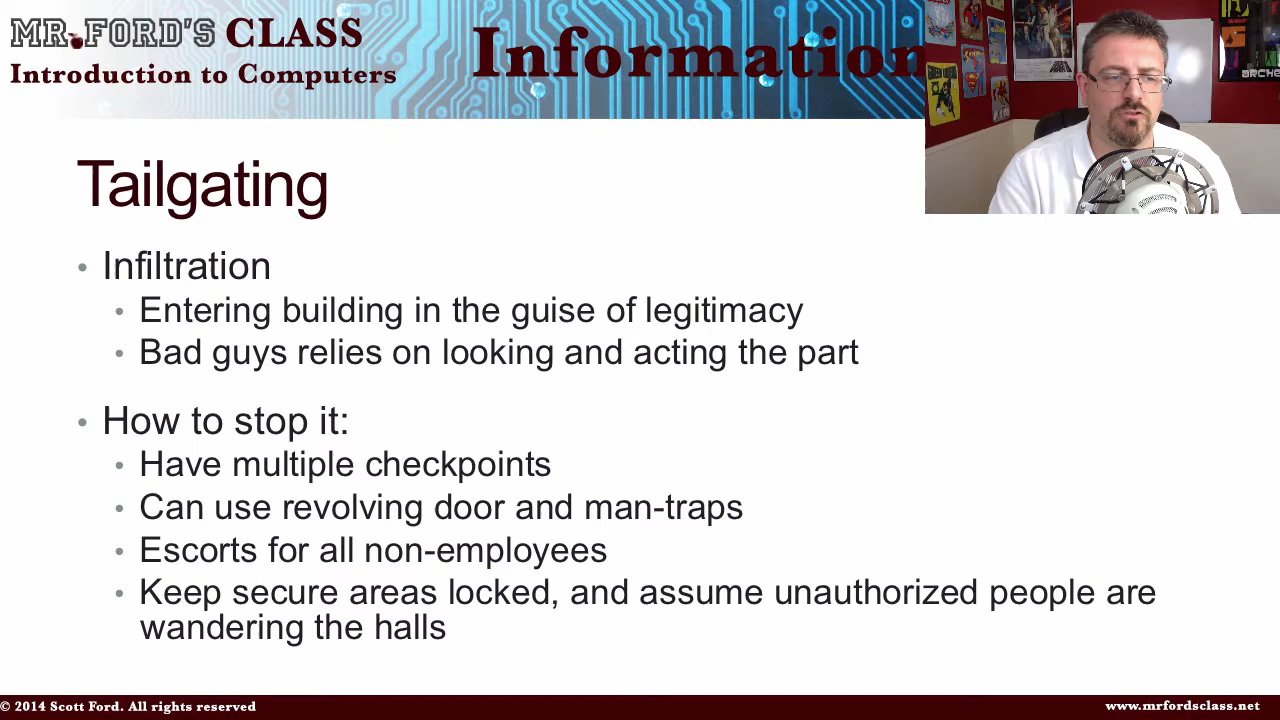 MR.FORD'S CLASS
Introduction to Computers
Information
ARCHE
Tailgating
• Infiltration
• Entering building in the guise of legitimacy
• Bad guys relies on looking and acting the part
• How to stop it:
• Have multiple checkpoints
• Can use revolving door and man-traps
• Escorts for all non-employees
• Keep secure areas locked, and assume unauthorized people are
wandering the halls
© 2014 Scott Ford. All rights reserved
www.mrfordsclass.net